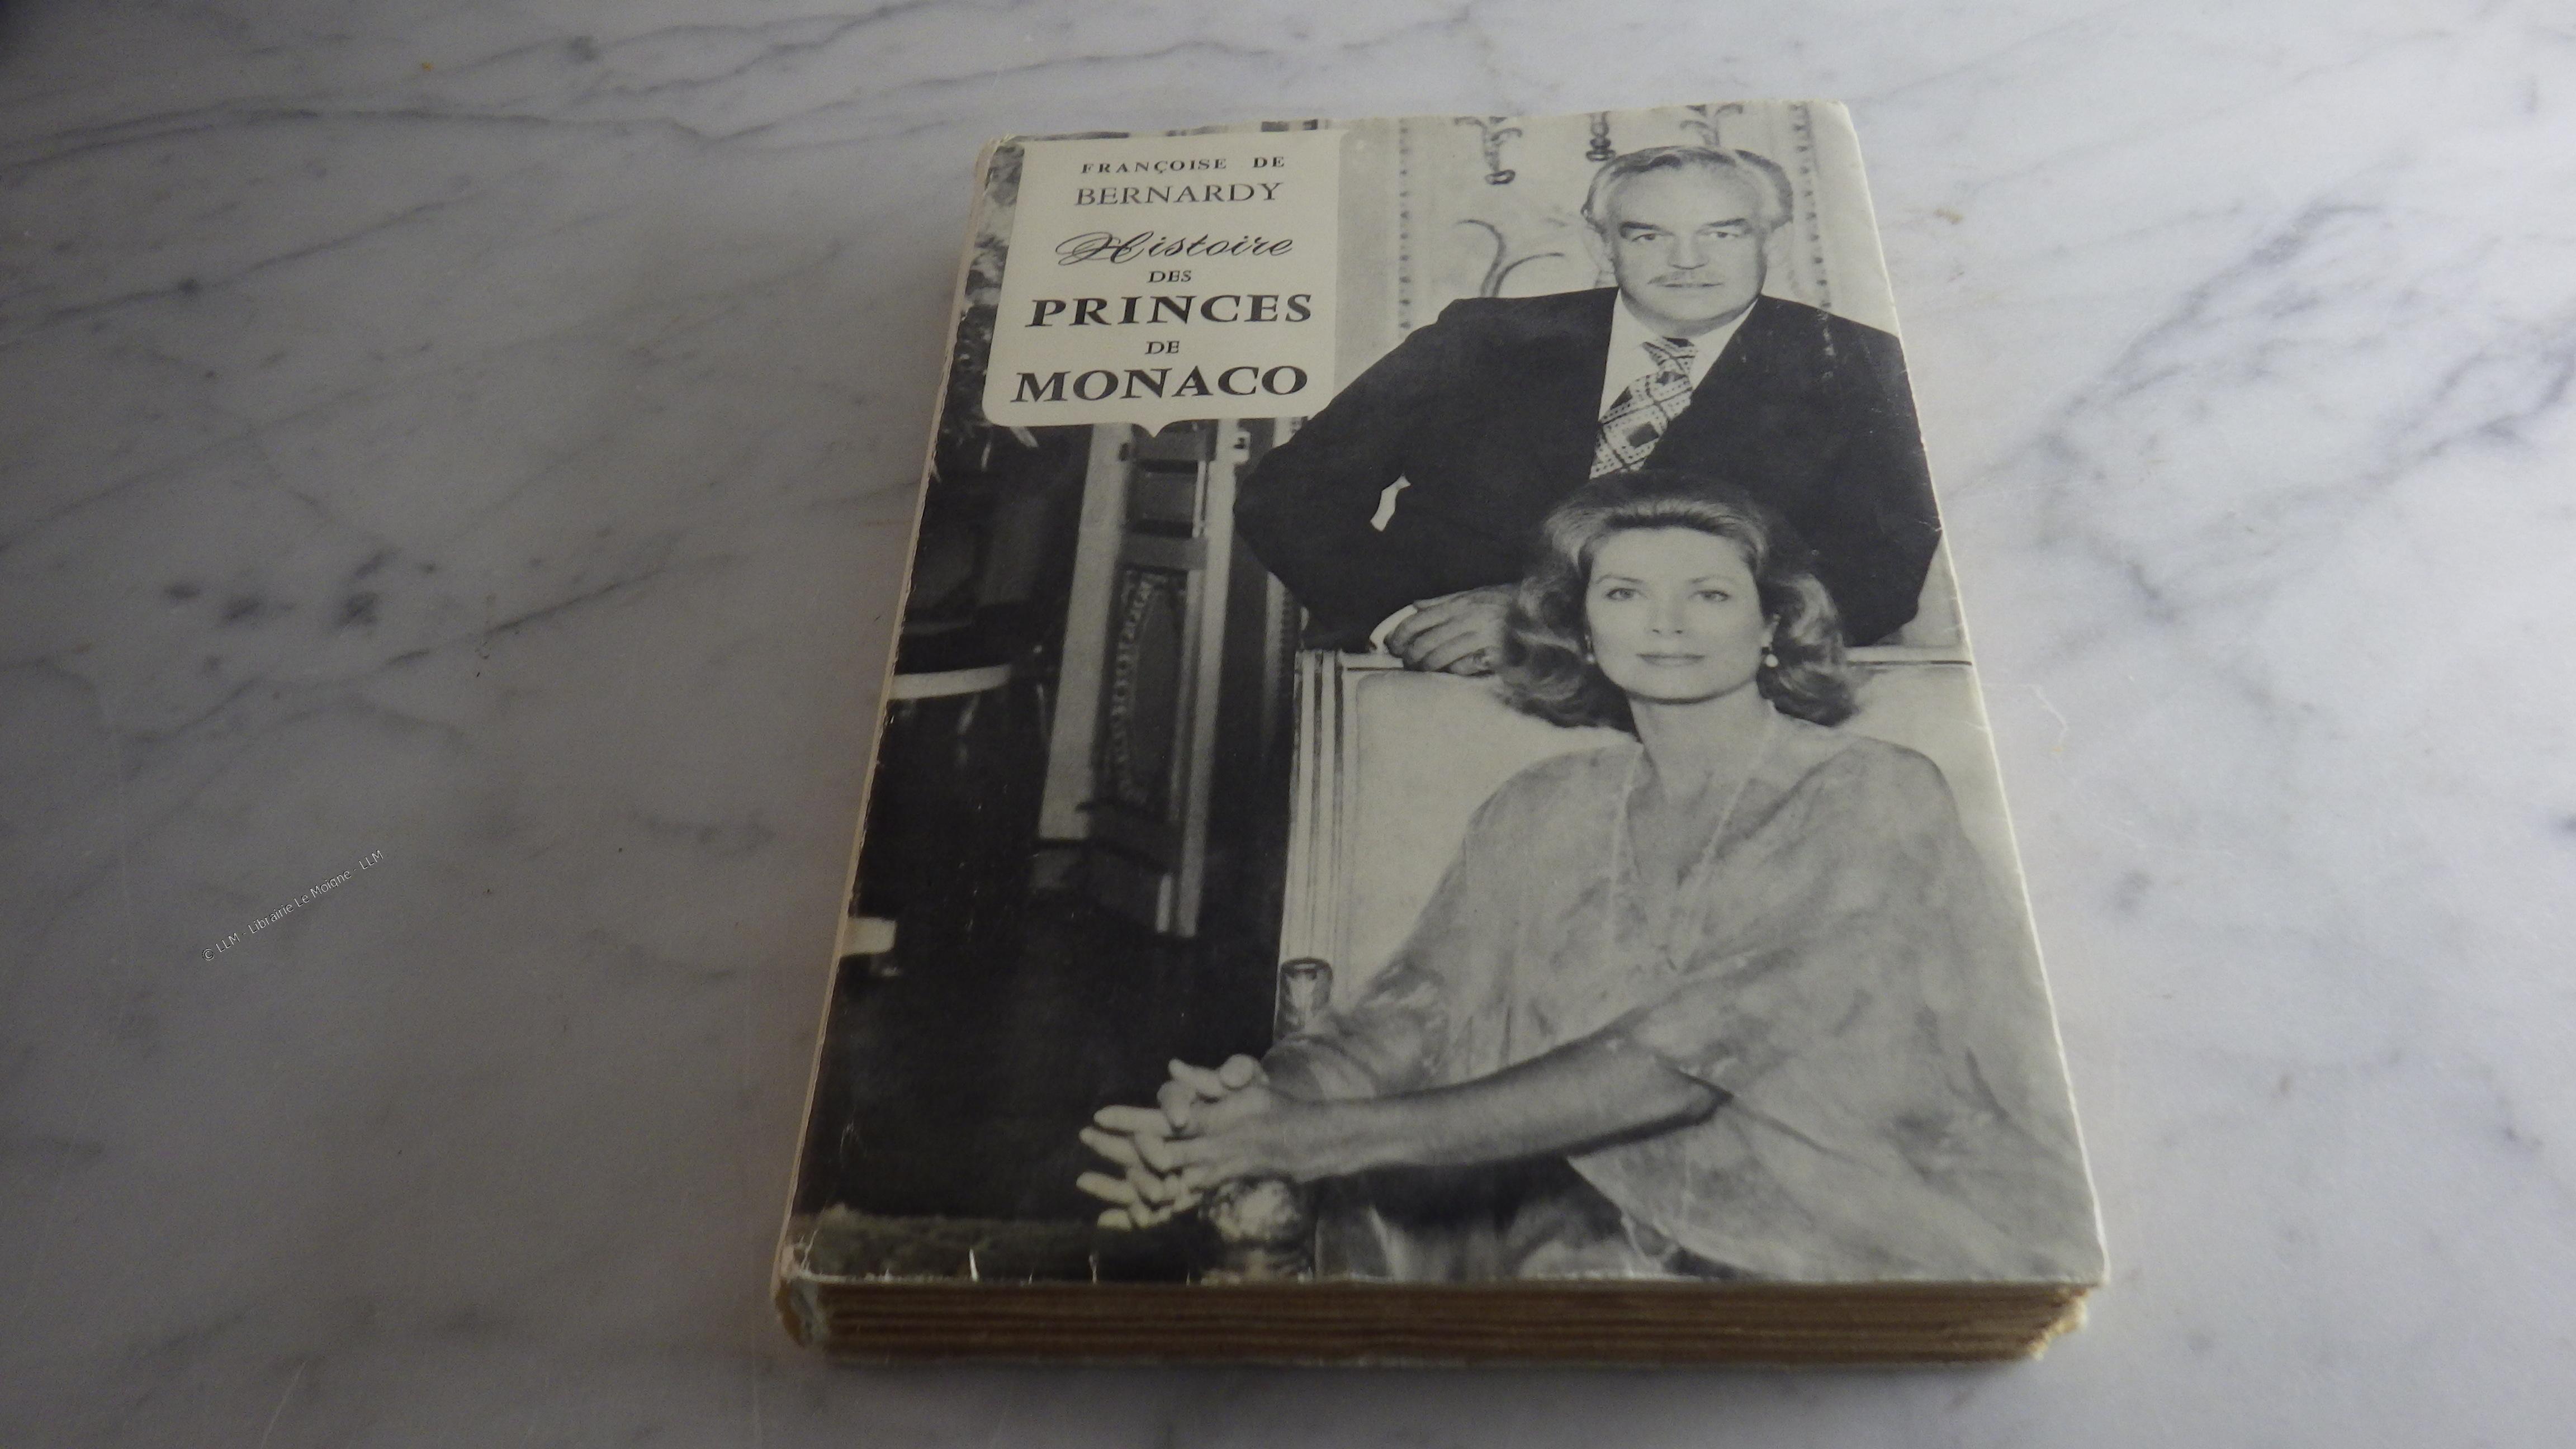 FRANÇOISE DE
BERNARDY
Histoire
DES
PRINCES
DE
MONACO
© LLM - Librairie Le Moigne - LLM